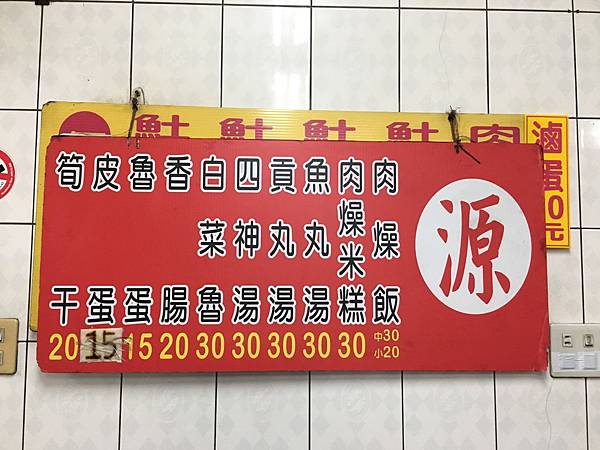 源
肉燥飯 中30 小20
肉燥米糕 30
魚丸湯 30
貢丸湯 30
四神湯 30
白菜魯 30
香腸 20
魯蛋 15
皮蛋 15
筍干 20
滷蛋10元